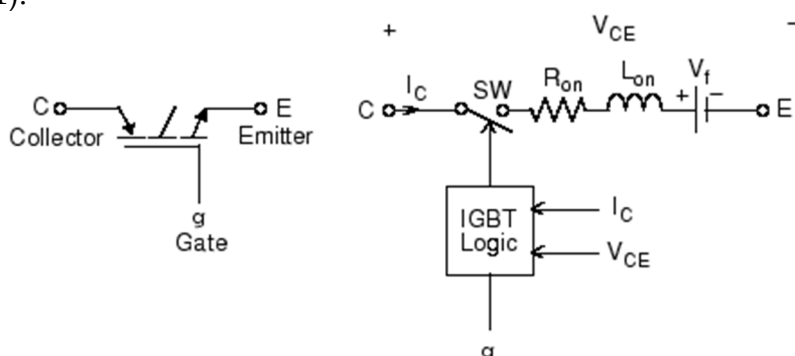 + V_CE −
C I_C SW R_on L_on + V_f − E
C E
Collector Emitter
g
Gate
IGBT
Logic
I_C
V_CE
g